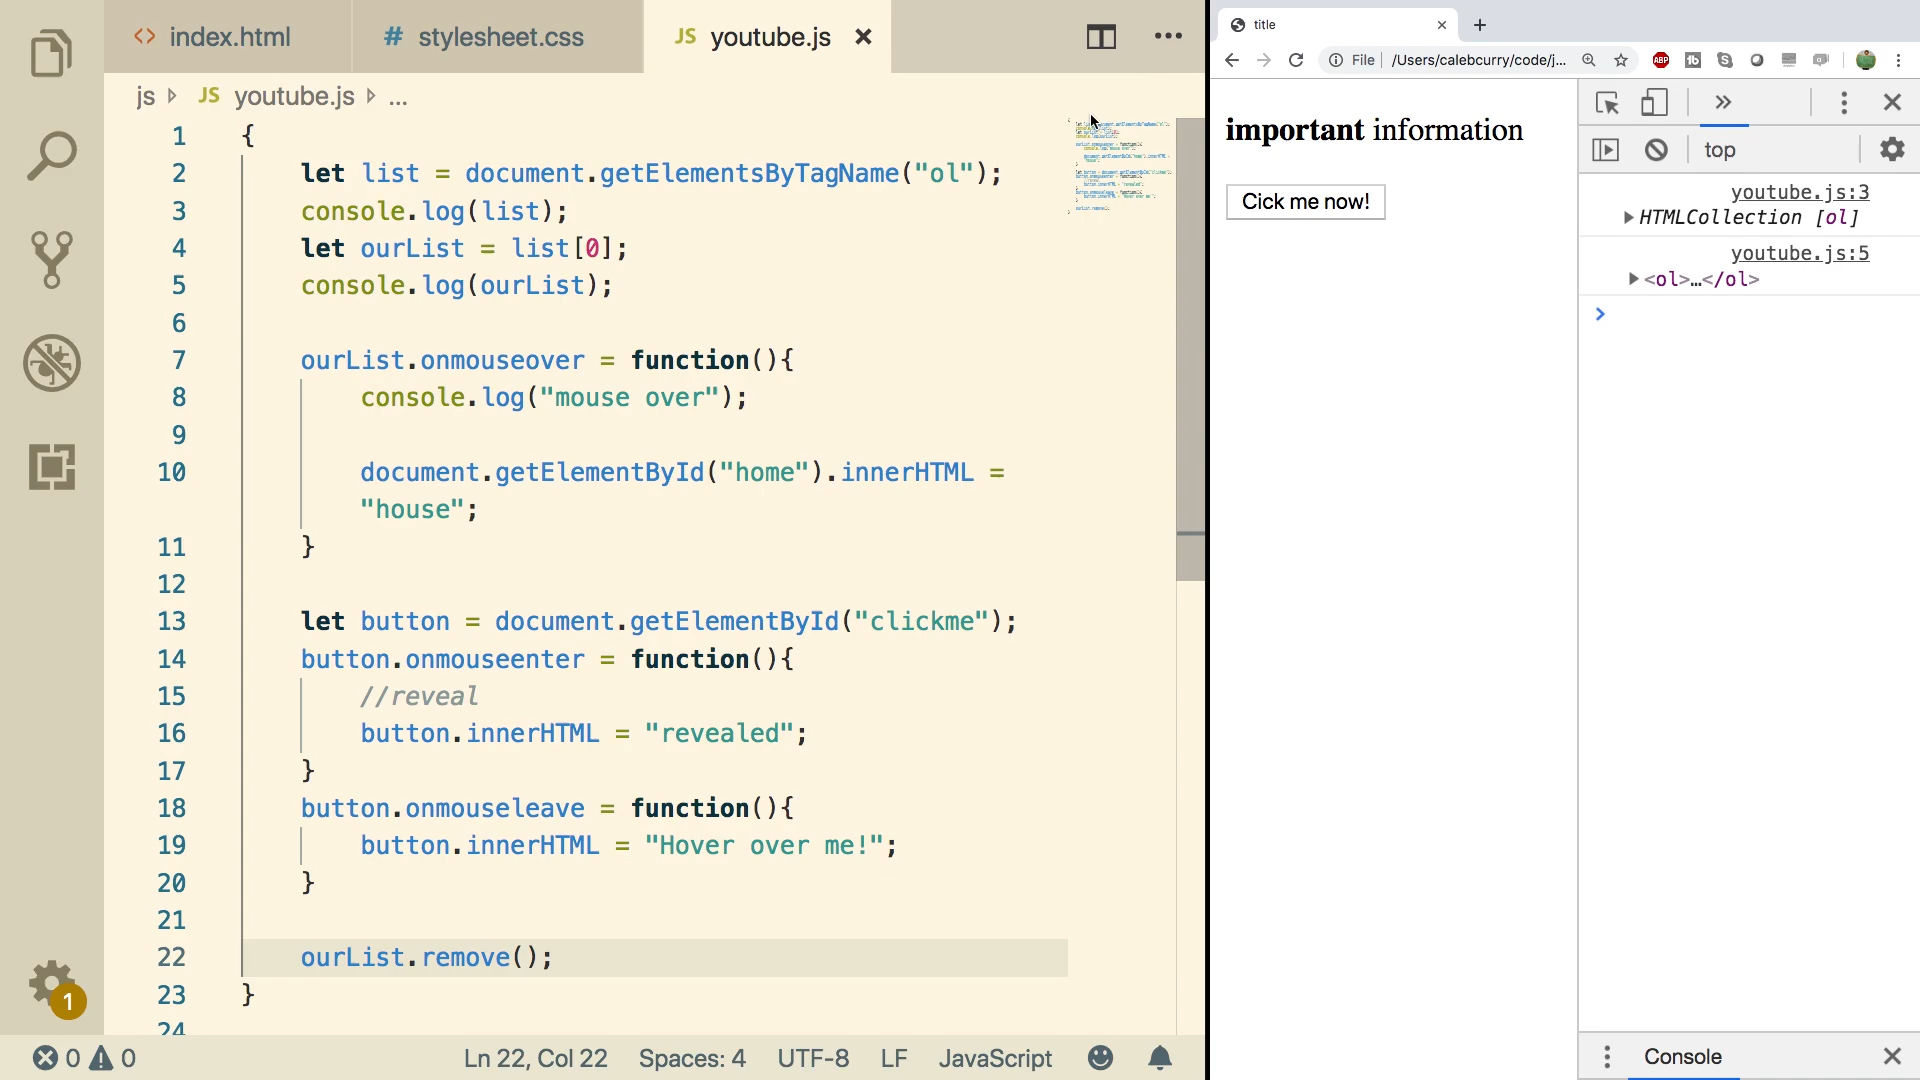 index.html
# stylesheet.css
JS youtube.js
js JS youtube.js ...
1 {
2 let list = document.getElementsByTagName("ol");
3 console.log(list);
4 let ourList = list[0];
5 console.log(ourList);
6
7 ourList.onmouseover = function(){
8 console.log("mouse over");
9
10 document.getElementById("home").innerHTML =
"house";
11 }
12
13 let button = document.getElementById("clickme");
14 button.onmouseenter = function(){
15 //reveal
16 button.innerHTML = "revealed";
17 }
18 button.onmouseleave = function(){
19 button.innerHTML = "Hover over me!";
20 }
21
22 ourList.remove();
23 }
24
1
0 0 Ln 22, Col 22 Spaces: 4 UTF-8 LF JavaScript
title
File /Users/calebcurry/code/j... ABP
important information
Cick me now!
top
youtube.js:3
HTMLCollection [ol]
youtube.js:5
<ol>…</ol>
Console